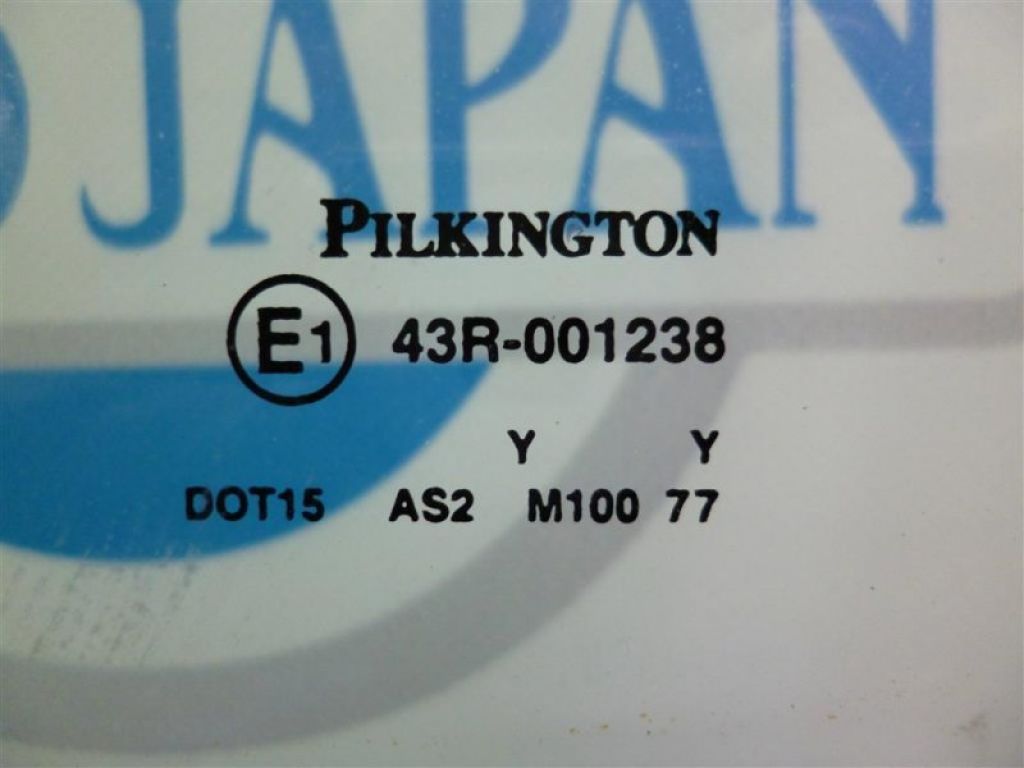 JAPAN
PILKINGTON
E1 43R-001238
Y Y
DOT15 AS2 M100 77